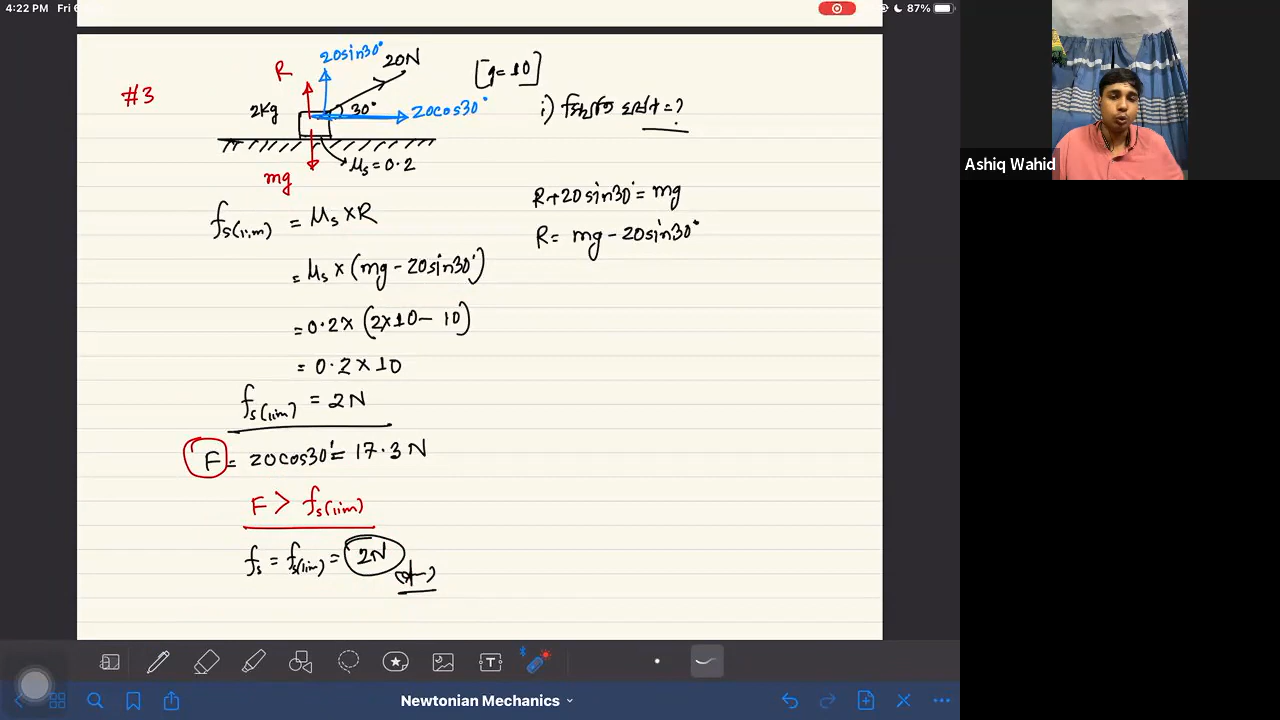 4:22 PM Fri 6
87%
#3
20sin30°
20N
R
[g=10]
2Kg
30°
20cos30°
i) স্থিতি ঘর্ষণ = ?
μs = 0.2
mg
R+20sin30° = mg
fs(lim) = μs × R
R = mg - 20sin30°
= μs × (mg - 20sin30°)
= 0.2 × (2×10 - 10)
= 0.2 × 10
fs(lim) = 2N
F = 20cos30° = 17.3 N
F > fs(lim)
fs = fs(lim) = 2N
Ashiq Wahid
Newtonian Mechanics